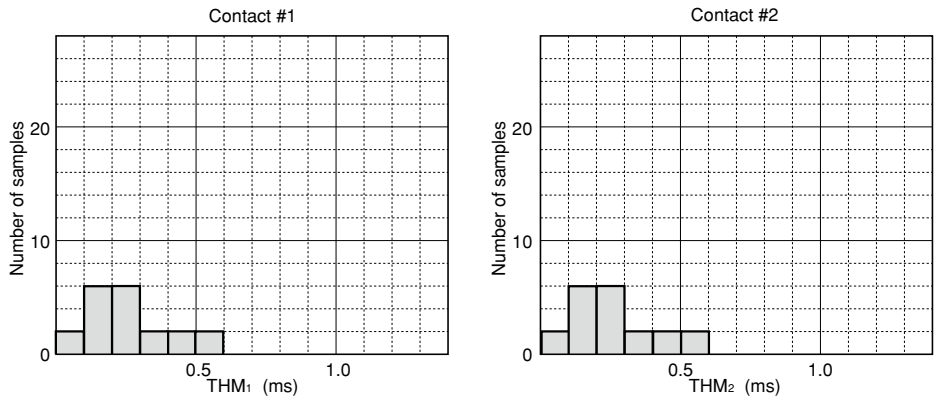 Contact #1
Number of samples
20
10
0
0.5
1.0
THM₁ (ms)
Contact #2
Number of samples
20
10
0
0.5
1.0
THM₂ (ms)